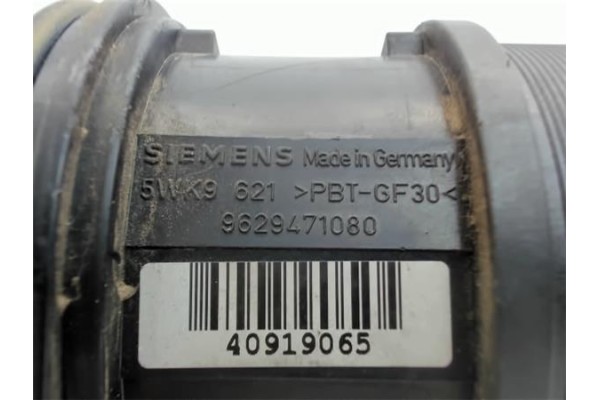 SIEMENS Made in Germany
5WK9 621 >PBT-GF30<
9629471080
40919065